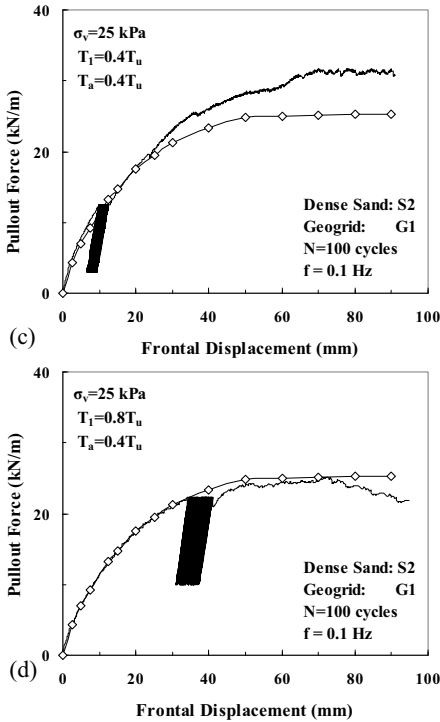 40
σv=25 kPa
T1=0.4Tu
Ta=0.4Tu
Pullout Force (kN/m)
20
Dense Sand: S2
Geogrid: G1
N=100 cycles
f = 0.1 Hz
0
0 20 40 60 80 100
(c)
Frontal Displacement (mm)
40
σv=25 kPa
T1=0.8Tu
Ta=0.4Tu
Pullout Force (kN/m)
20
Dense Sand: S2
Geogrid: G1
N=100 cycles
f = 0.1 Hz
0
0 20 40 60 80 100
(d)
Frontal Displacement (mm)